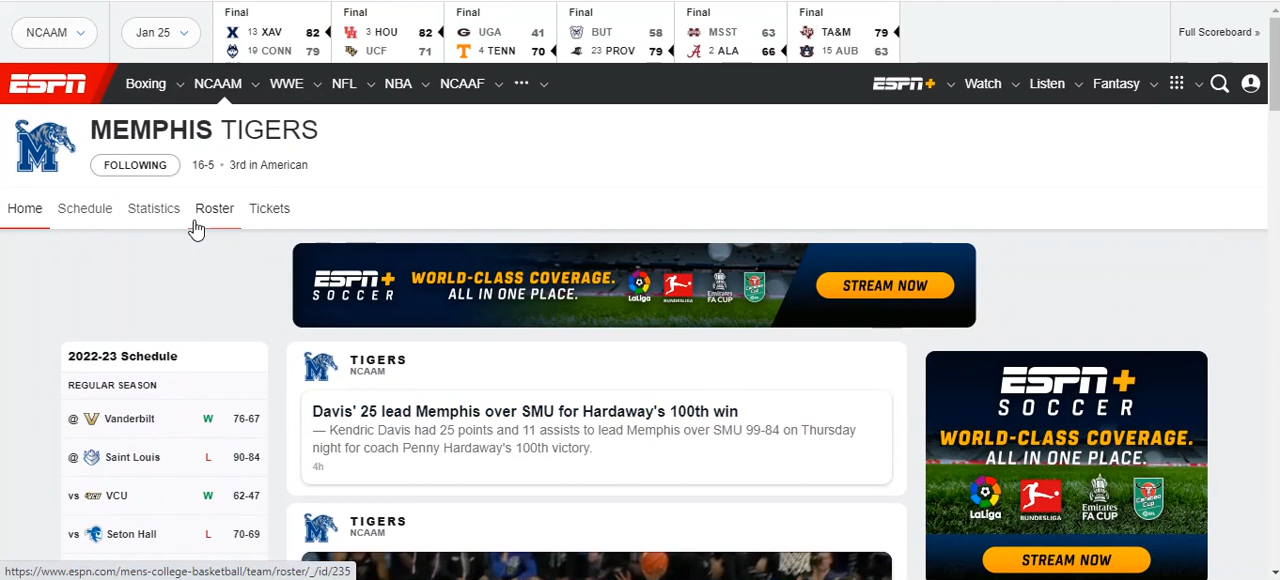 NCAAM
Jan 25
Final
13 XAV 82
19 CONN 79
Final
3 HOU 82
UCF 71
Final
UGA 41
4 TENN 70
Final
BUT 58
23 PROV 79
Final
MSST 63
2 ALA 66
Final
TA&M 79
15 AUB 63
Full Scoreboard »
ESPN
Boxing NCAAM WWE NFL NBA NCAAF ••• ESPN+ Watch Listen Fantasy
MEMPHIS TIGERS
FOLLOWING 16-5 • 3rd in American
Home Schedule Statistics Roster Tickets
ESPN+
SOCCER
WORLD-CLASS COVERAGE.
ALL IN ONE PLACE.
LaLiga
BUNDESLIGA
Emirates
FA CUP
STREAM NOW
2022-23 Schedule
REGULAR SEASON
@ Vanderbilt W 76-67
@ Saint Louis L 90-84
vs VCU W 62-47
vs Seton Hall L 70-69
TIGERS
NCAAM
Davis' 25 lead Memphis over SMU for Hardaway's 100th win
— Kendric Davis had 25 points and 11 assists to lead Memphis over SMU 99-84 on Thursday
night for coach Penny Hardaway's 100th victory.
4h
TIGERS
NCAAM
ESPN+
SOCCER
WORLD-CLASS COVERAGE.
ALL IN ONE PLACE.
LaLiga
BUNDESLIGA
Emirates
FA CUP
STREAM NOW
https://www.espn.com/mens-college-basketball/team/roster/_/id/235